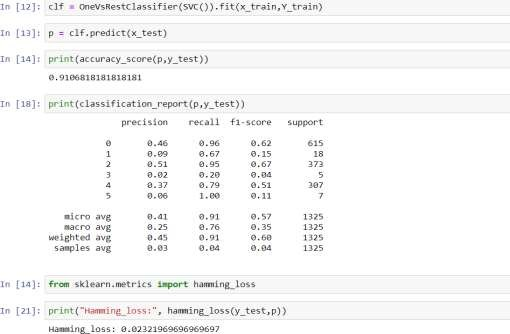 In [12]: clf = OneVsRestClassifier(SVC()).fit(x_train,Y_train)
In [13]: p = clf.predict(x_test)
In [14]: print(accuracy_score(p,y_test))
0.9106818181818181
In [18]: print(classification_report(p,y_test))
precision recall f1-score support
0 0.46 0.96 0.62 615
1 0.09 0.67 0.15 18
2 0.51 0.95 0.67 373
3 0.02 0.20 0.04 5
4 0.37 0.79 0.51 307
5 0.06 1.00 0.11 7
micro avg 0.41 0.91 0.57 1325
macro avg 0.25 0.76 0.35 1325
weighted avg 0.45 0.91 0.60 1325
samples avg 0.03 0.04 0.04 1325
In [14]: from sklearn.metrics import hamming_loss
In [21]: print("Hamming_loss:", hamming_loss(y_test,p))
Hamming_loss: 0.02321969696969697